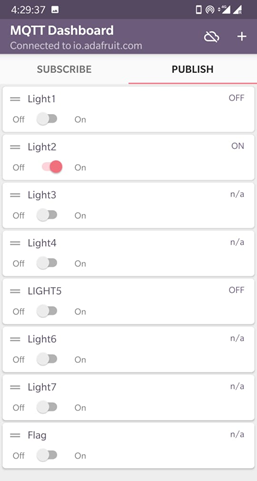 4:29:37
MQTT Dashboard
Connected to io.adafruit.com
SUBSCRIBE PUBLISH
Light1 OFF
Off On
Light2 ON
Off On
Light3 n/a
Off On
Light4 n/a
Off On
LIGHT5 OFF
Off On
Light6 n/a
Off On
Light7 n/a
Off On
Flag n/a
Off On